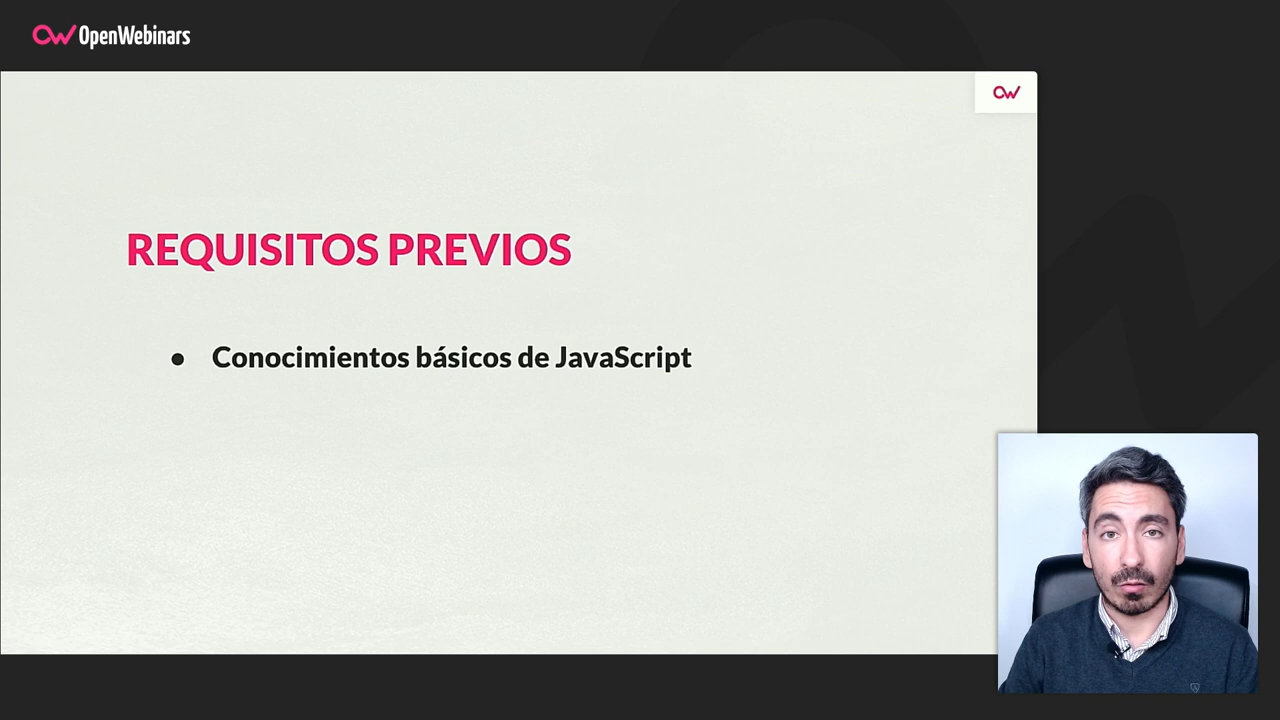 OpenWebinars
REQUISITOS PREVIOS
● Conocimientos básicos de JavaScript